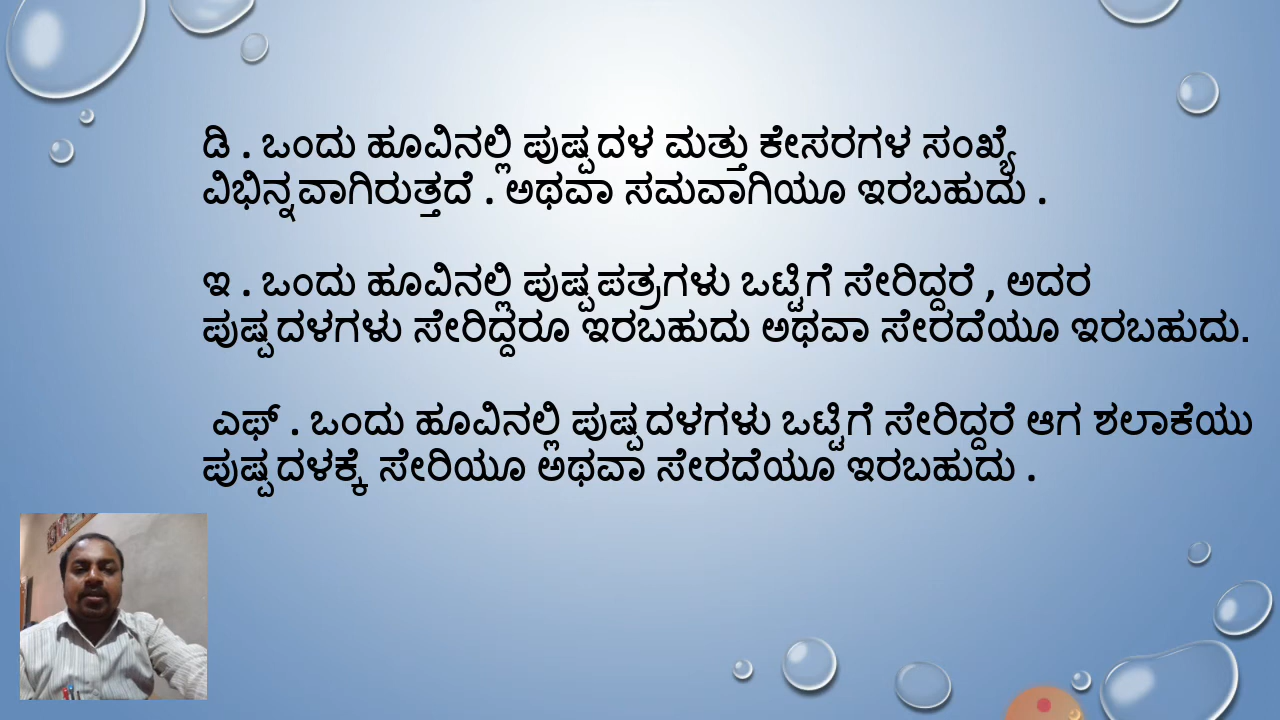 ಡಿ . ಒಂದು ಹೂವಿನಲ್ಲಿ ಪುಷ್ಪದಳ ಮತ್ತು ಕೇಸರಗಳ ಸಂಖ್ಯೆ
ವಿಭಿನ್ನವಾಗಿರುತ್ತದೆ . ಅಥವಾ ಸಮವಾಗಿಯೂ ಇರಬಹುದು .
ಇ . ಒಂದು ಹೂವಿನಲ್ಲಿ ಪುಷ್ಪಪತ್ರಗಳು ಒಟ್ಟಿಗೆ ಸೇರಿದ್ದರೆ , ಅದರ
ಪುಷ್ಪದಳಗಳು ಸೇರಿದ್ದರೂ ಇರಬಹುದು ಅಥವಾ ಸೇರದೆಯೂ ಇರಬಹುದು.
ಎಫ್ . ಒಂದು ಹೂವಿನಲ್ಲಿ ಪುಷ್ಪದಳಗಳು ಒಟ್ಟಿಗೆ ಸೇರಿದ್ದರೆ ಆಗ ಶಲಾಕೆಯು
ಪುಷ್ಪದಳಕ್ಕೆ ಸೇರಿಯೂ ಅಥವಾ ಸೇರದೆಯೂ ಇರಬಹುದು .